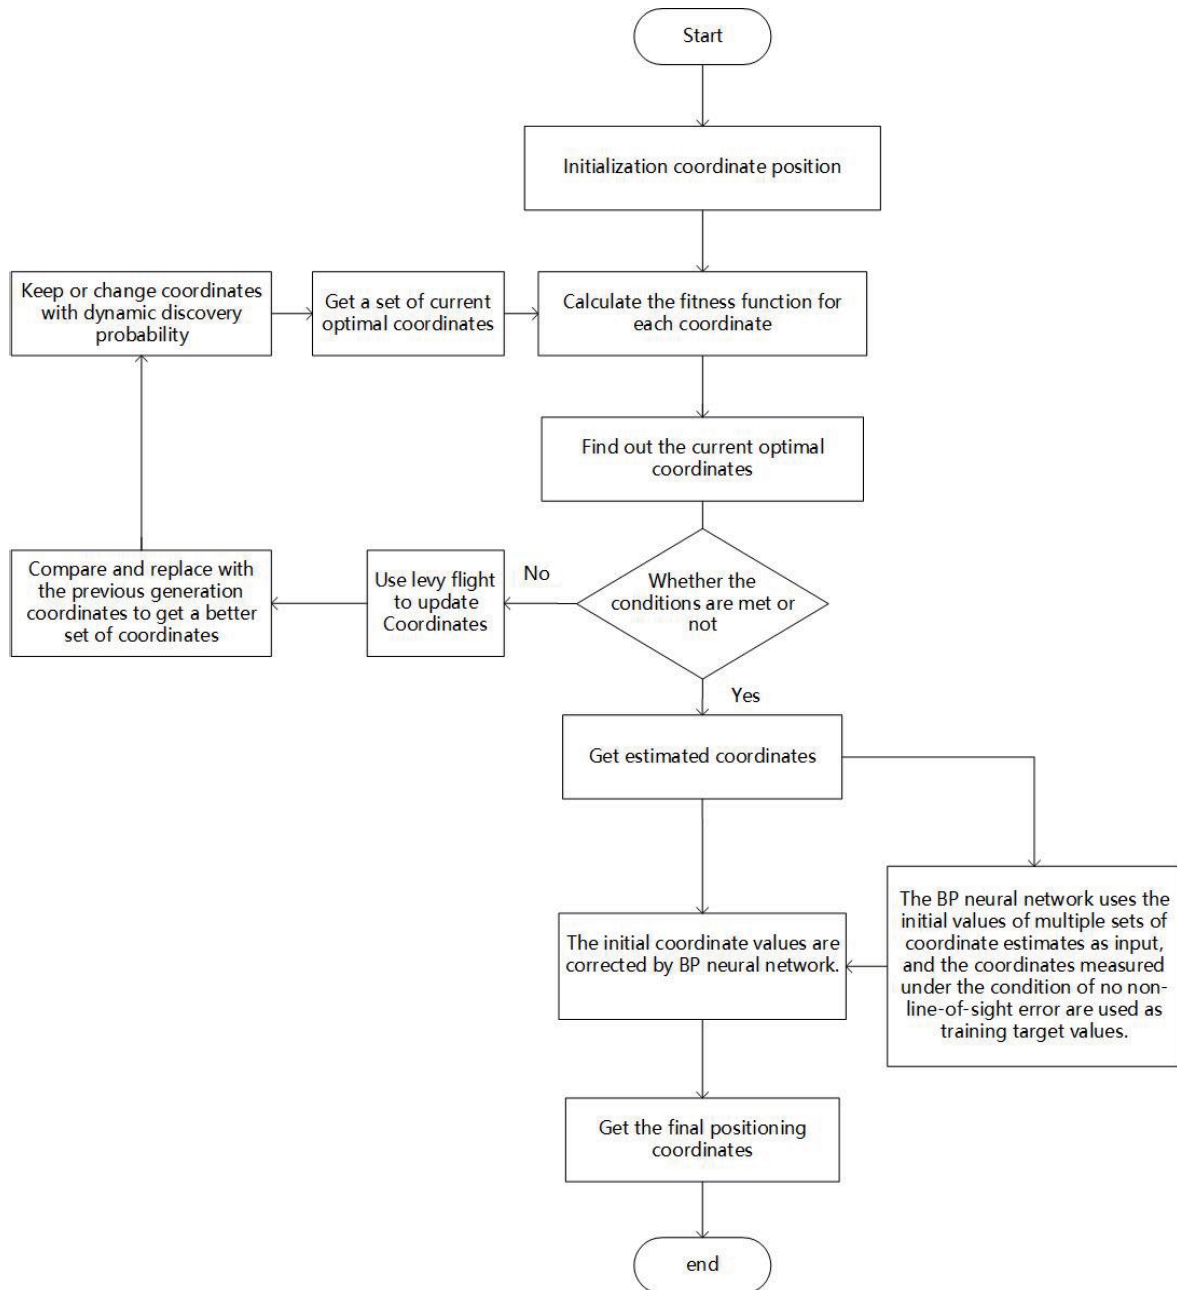 Start
Initialization coordinate position
Keep or change coordinates
with dynamic discovery
probability
Get a set of current
optimal coordinates
Calculate the fitness function for
each coordinate
Find out the current optimal
coordinates
Compare and replace with
the previous generation
coordinates to get a better
set of coordinates
Use levy flight
to update
Coordinates
No
Whether the
conditions are met or
not
Yes
Get estimated coordinates
The initial coordinate values are
corrected by BP neural network.
The BP neural network uses the
initial values of multiple sets of
coordinate estimates as input,
and the coordinates measured
under the condition of no non-
line-of-sight error are used as
training target values.
Get the final positioning
coordinates
end